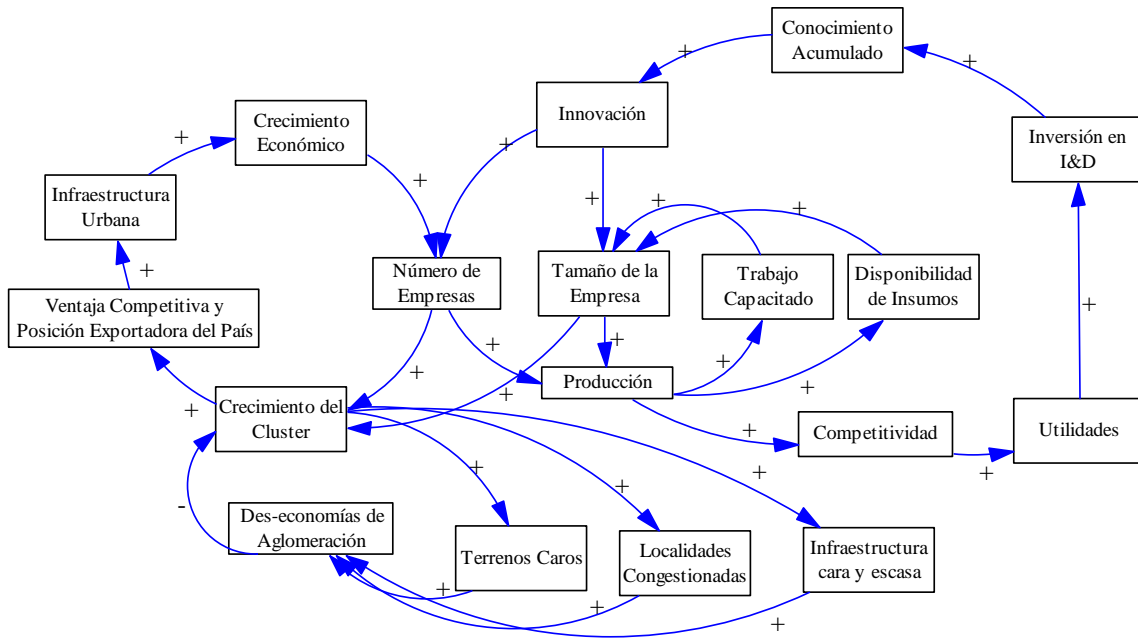 Conocimiento
Acumulado
+
+
Innovación
Crecimiento
Económico
+
Inversión en
I&D
+
+
Infraestructura
Urbana
+
+
+
+
Número de
Empresas
Tamaño de la
Empresa
Trabajo
Capacitado
Disponibilidad
de Insumos
+
Ventaja Competitiva y
Posición Exportadora del País
+
+
+
+
+
Producción
+
+
+
+
Crecimiento del
Cluster
+
Competitividad
Utilidades
+
+
+
+
-
Des-economías de
Aglomeración
Terrenos Caros
Localidades
Congestionadas
Infraestructura
cara y escasa
+
+
+